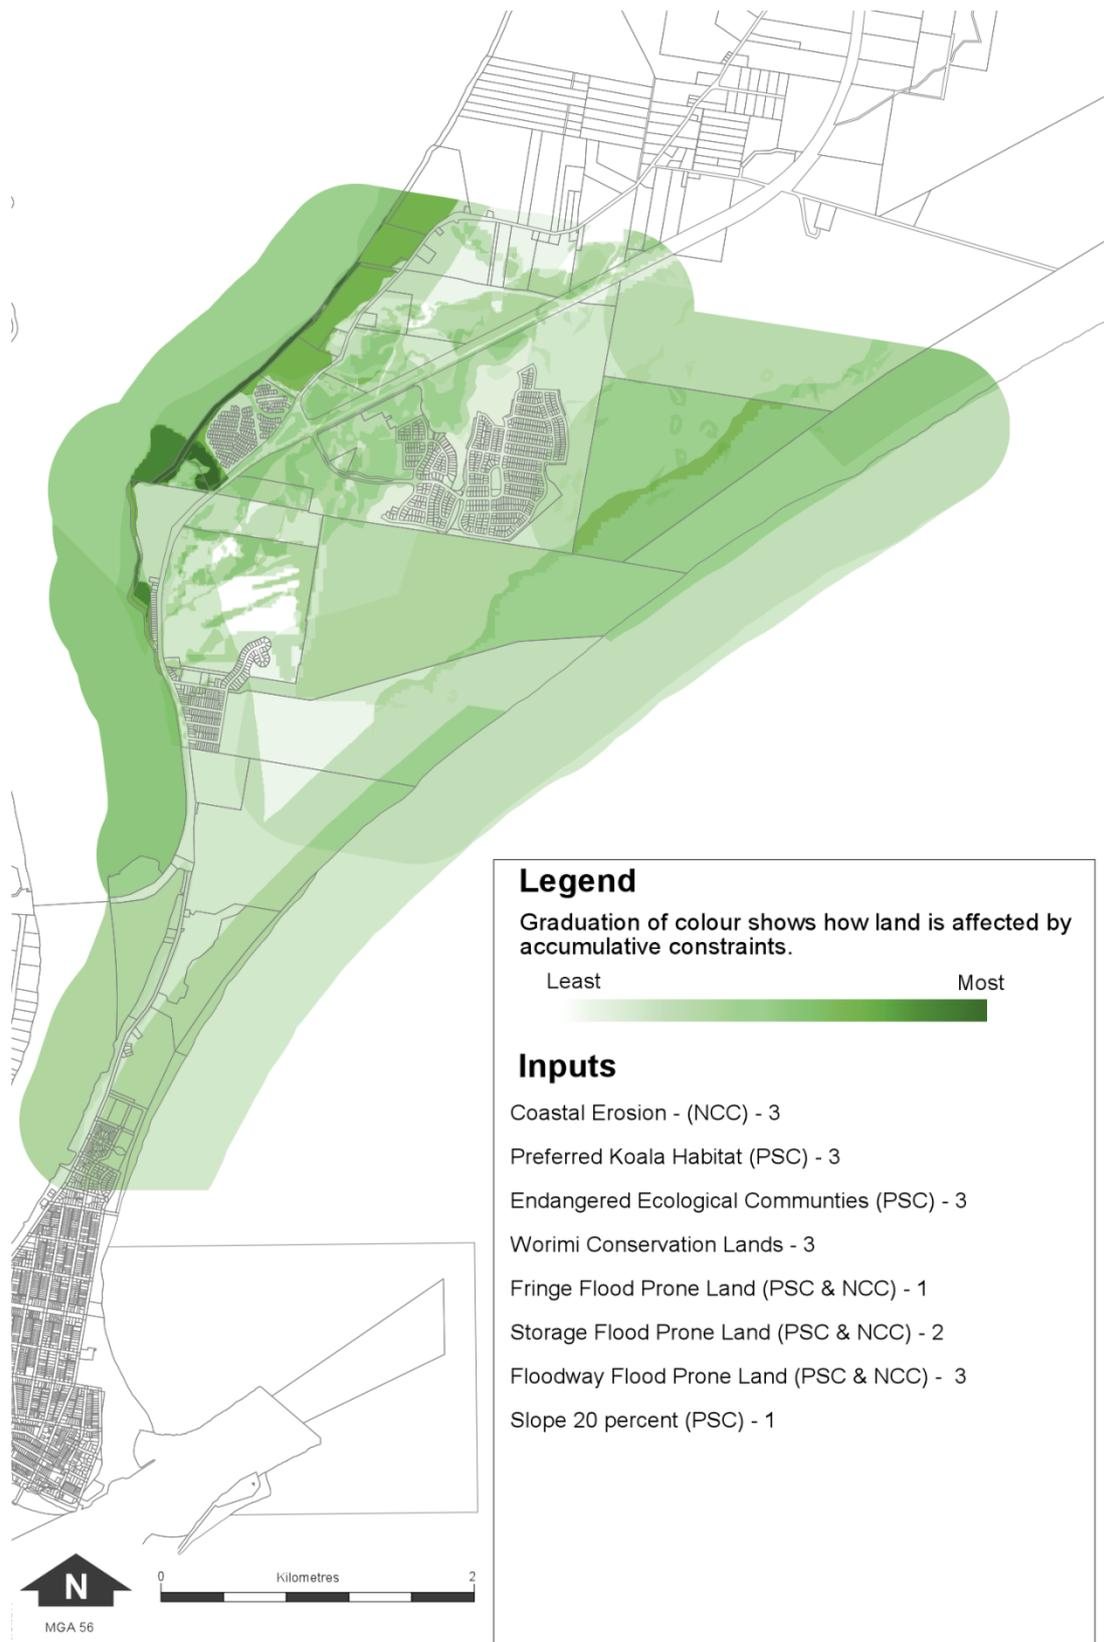 Legend
Graduation of colour shows how land is affected by
accumulative constraints.
Least Most
Inputs
Coastal Erosion - (NCC) - 3
Preferred Koala Habitat (PSC) - 3
Endangered Ecological Communties (PSC) - 3
Worimi Conservation Lands - 3
Fringe Flood Prone Land (PSC & NCC) - 1
Storage Flood Prone Land (PSC & NCC) - 2
Floodway Flood Prone Land (PSC & NCC) - 3
Slope 20 percent (PSC) - 1
0 Kilometres 2
N
MGA 56